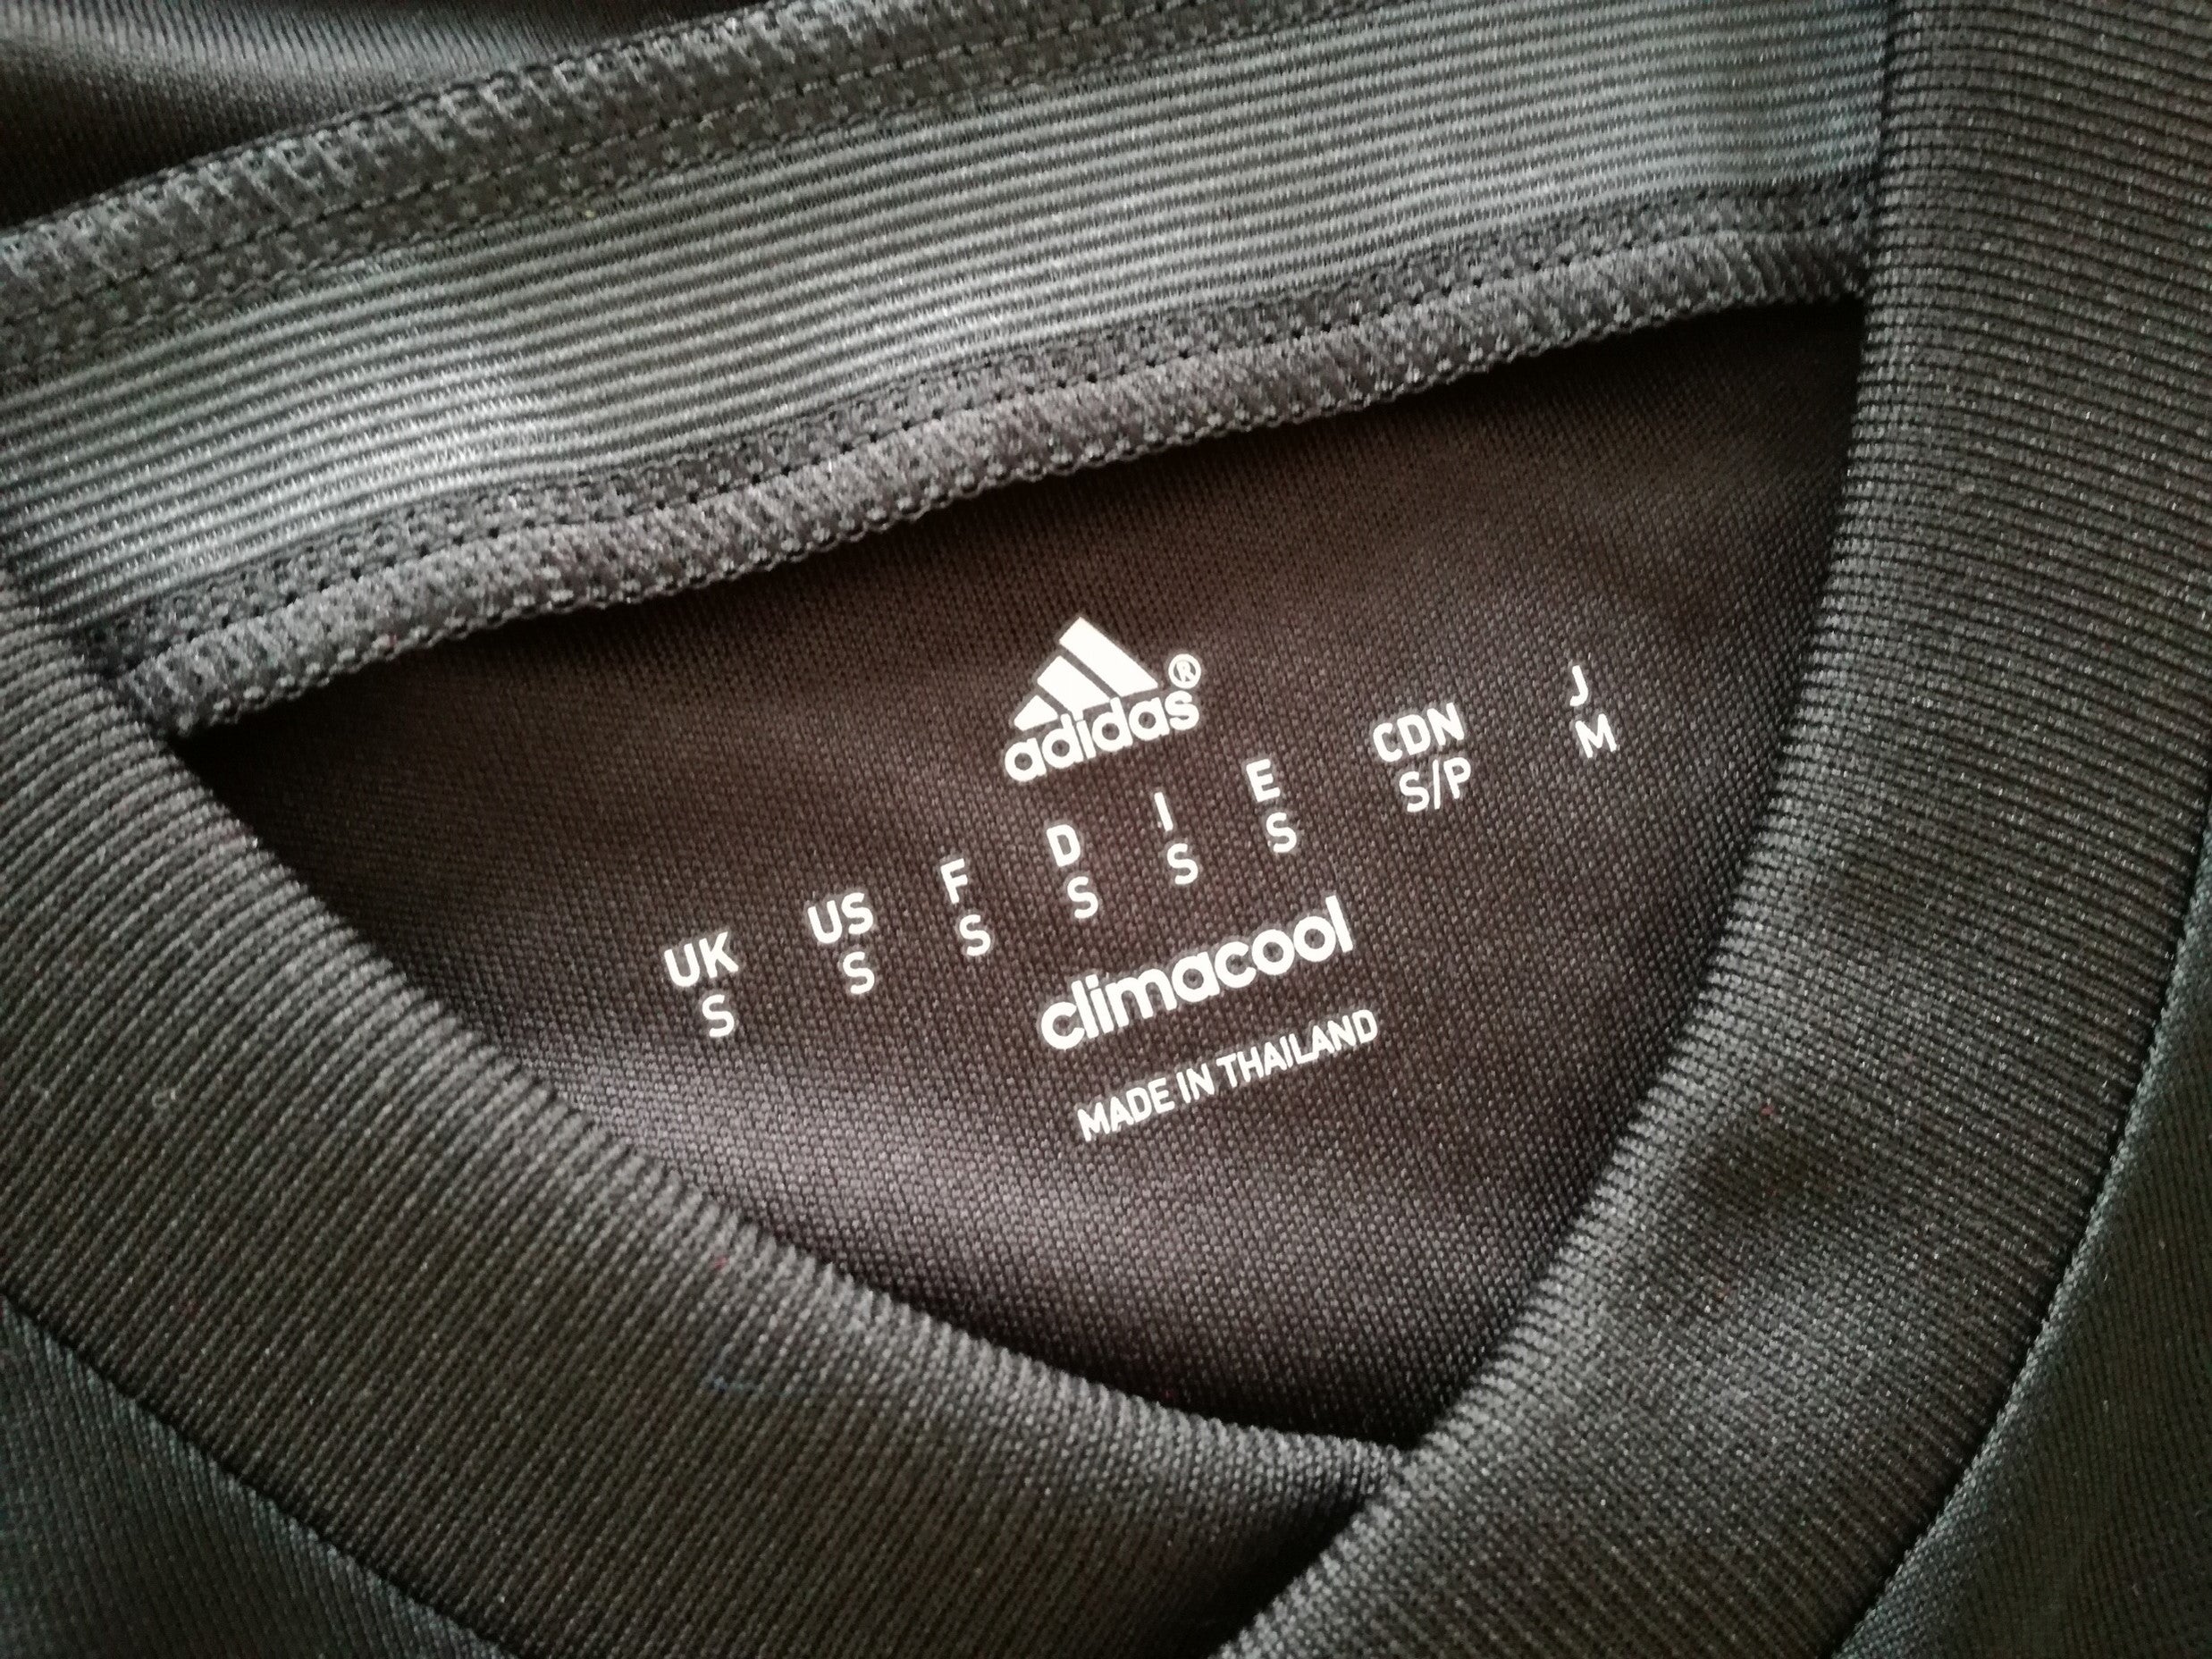 adidas®
UK US F D I E CDN J
S S S S S S S/P M
climacool
MADE IN THAILAND